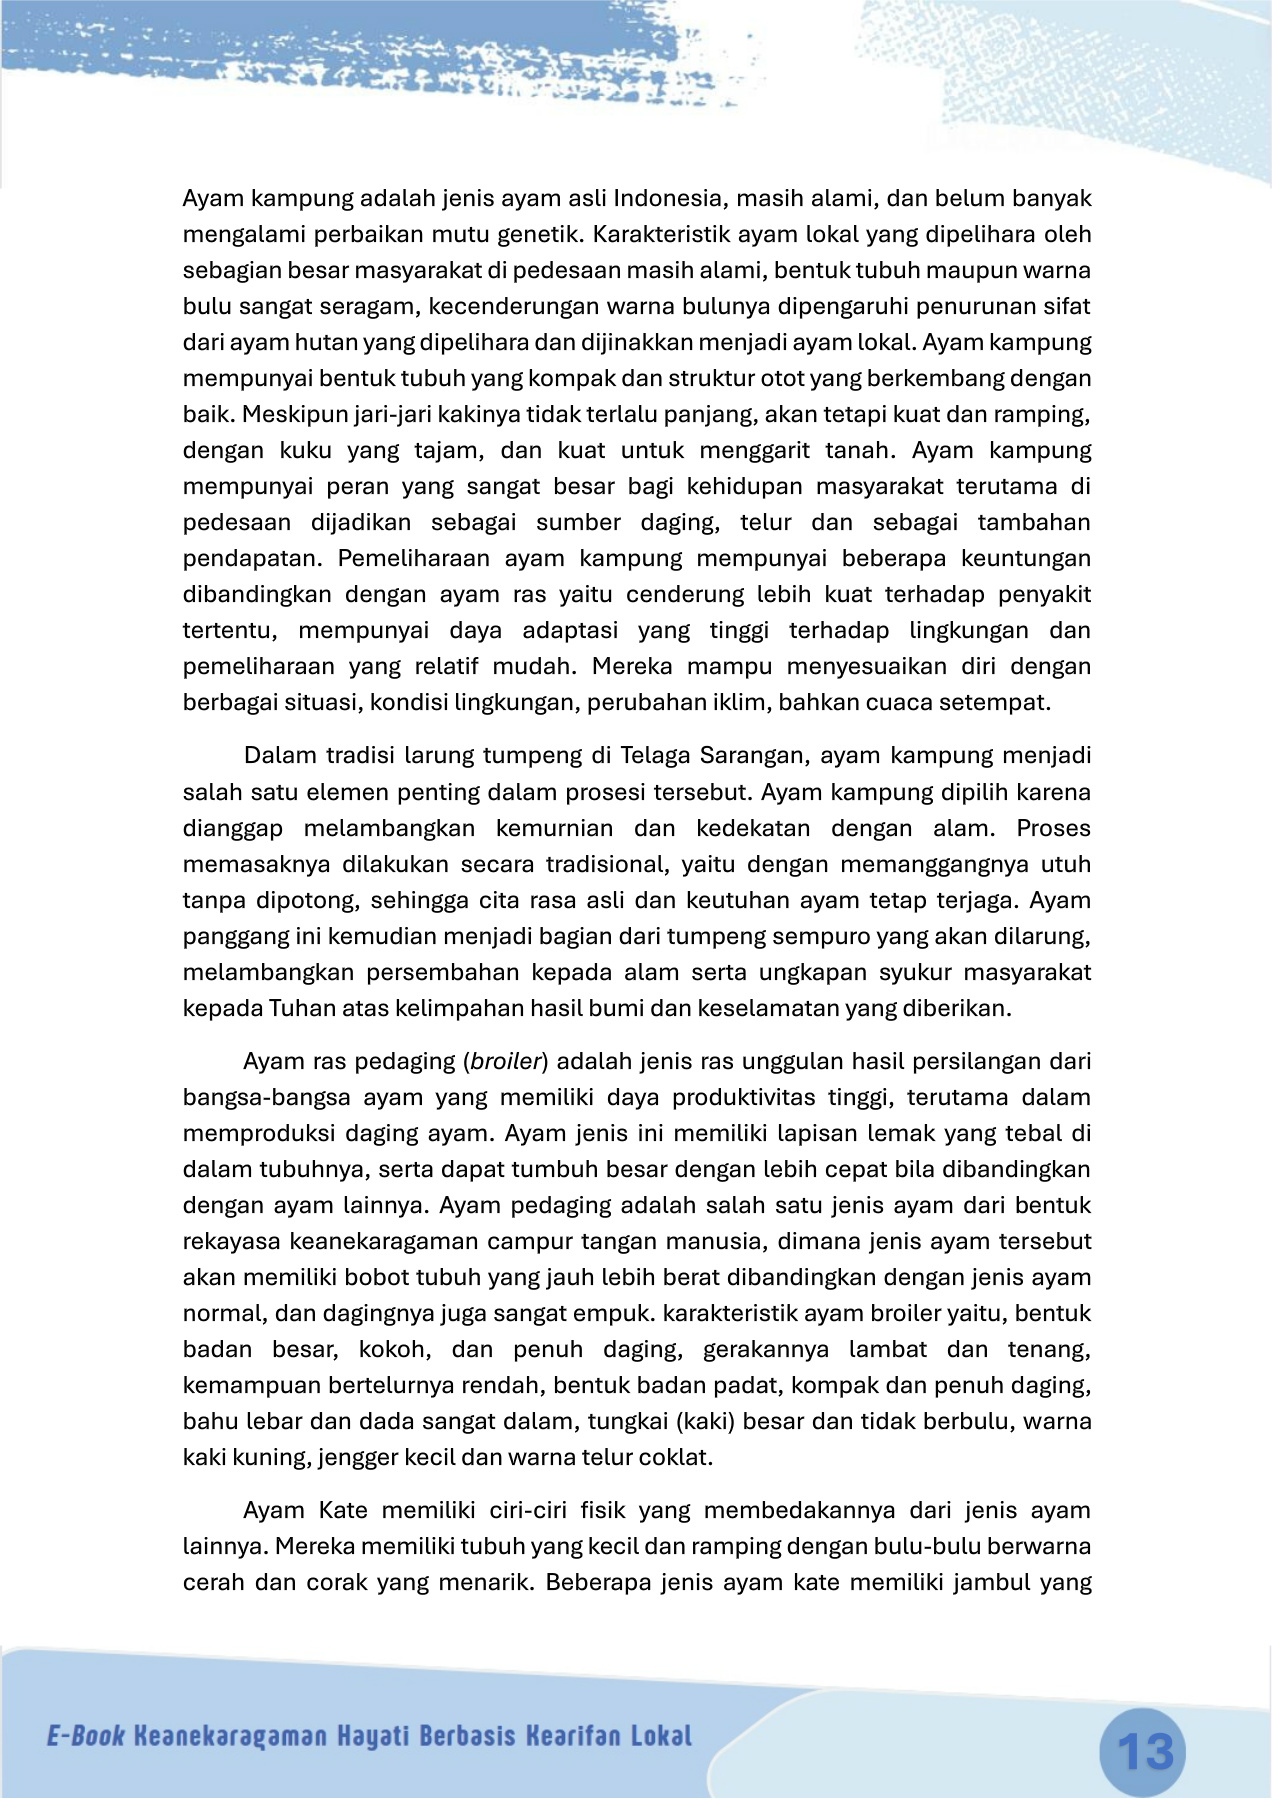 Ayam kampung adalah jenis ayam asli Indonesia, masih alami, dan belum banyak
mengalami perbaikan mutu genetik. Karakteristik ayam lokal yang dipelihara oleh
sebagian besar masyarakat di pedesaan masih alami, bentuk tubuh maupun warna
bulu sangat seragam, kecenderungan warna bulunya dipengaruhi penurunan sifat
dari ayam hutan yang dipelihara dan dijinakkan menjadi ayam lokal. Ayam kampung
mempunyai bentuk tubuh yang kompak dan struktur otot yang berkembang dengan
baik. Meskipun jari-jari kakinya tidak terlalu panjang, akan tetapi kuat dan ramping,
dengan kuku yang tajam, dan kuat untuk menggarit tanah. Ayam kampung
mempunyai peran yang sangat besar bagi kehidupan masyarakat terutama di
pedesaan dijadikan sebagai sumber daging, telur dan sebagai tambahan
pendapatan. Pemeliharaan ayam kampung mempunyai beberapa keuntungan
dibandingkan dengan ayam ras yaitu cenderung lebih kuat terhadap penyakit
tertentu, mempunyai daya adaptasi yang tinggi terhadap lingkungan dan
pemeliharaan yang relatif mudah. Mereka mampu menyesuaikan diri dengan
berbagai situasi, kondisi lingkungan, perubahan iklim, bahkan cuaca setempat.
Dalam tradisi larung tumpeng di Telaga Sarangan, ayam kampung menjadi
salah satu elemen penting dalam prosesi tersebut. Ayam kampung dipilih karena
dianggap melambangkan kemurnian dan kedekatan dengan alam. Proses
memasaknya dilakukan secara tradisional, yaitu dengan memanggangnya utuh
tanpa dipotong, sehingga cita rasa asli dan keutuhan ayam tetap terjaga. Ayam
panggang ini kemudian menjadi bagian dari tumpeng sempuro yang akan dilarung,
melambangkan persembahan kepada alam serta ungkapan syukur masyarakat
kepada Tuhan atas kelimpahan hasil bumi dan keselamatan yang diberikan.
Ayam ras pedaging (broiler) adalah jenis ras unggulan hasil persilangan dari
bangsa-bangsa ayam yang memiliki daya produktivitas tinggi, terutama dalam
memproduksi daging ayam. Ayam jenis ini memiliki lapisan lemak yang tebal di
dalam tubuhnya, serta dapat tumbuh besar dengan lebih cepat bila dibandingkan
dengan ayam lainnya. Ayam pedaging adalah salah satu jenis ayam dari bentuk
rekayasa keanekaragaman campur tangan manusia, dimana jenis ayam tersebut
akan memiliki bobot tubuh yang jauh lebih berat dibandingkan dengan jenis ayam
normal, dan dagingnya juga sangat empuk. karakteristik ayam broiler yaitu, bentuk
badan besar, kokoh, dan penuh daging, gerakannya lambat dan tenang,
kemampuan bertelurnya rendah, bentuk badan padat, kompak dan penuh daging,
bahu lebar dan dada sangat dalam, tungkai (kaki) besar dan tidak berbulu, warna
kaki kuning, jengger kecil dan warna telur coklat.
Ayam Kate memiliki ciri-ciri fisik yang membedakannya dari jenis ayam
lainnya. Mereka memiliki tubuh yang kecil dan ramping dengan bulu-bulu berwarna
cerah dan corak yang menarik. Beberapa jenis ayam kate memiliki jambul yang
E-Book Keanekaragaman Hayati Berbasis Kearifan Lokal
13